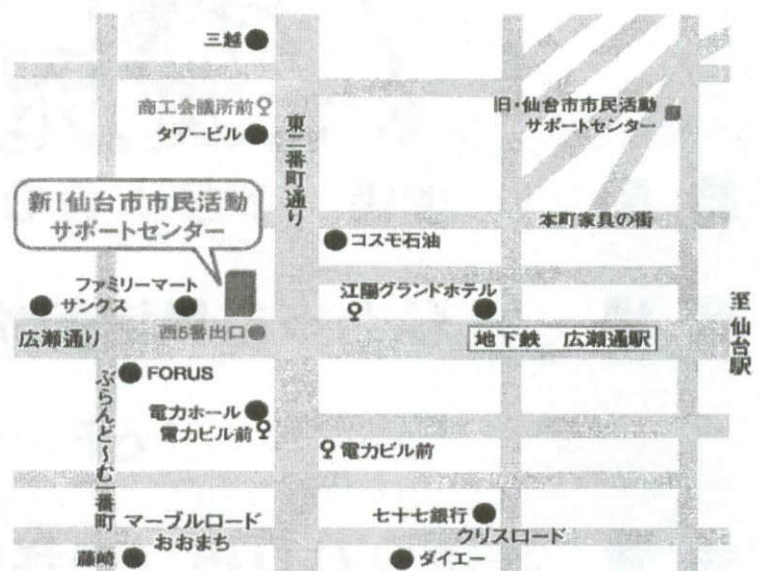 三越
商工会議所前
タワービル
東二番町通り
旧・仙台市市民活動
サポートセンター
新!仙台市市民活動
サポートセンター
本町家具の街
コスモ石油
ファミリーマート
サンクス
江陽グランドホテル
広瀬通り
西5番出口
地下鉄 広瀬通駅
至仙台駅
FORUS
ぶらんど~む一番町
電力ホール
電力ビル前
電力ビル前
マーブルロード
おおまち
七十七銀行
クリスロード
藤崎
ダイエー